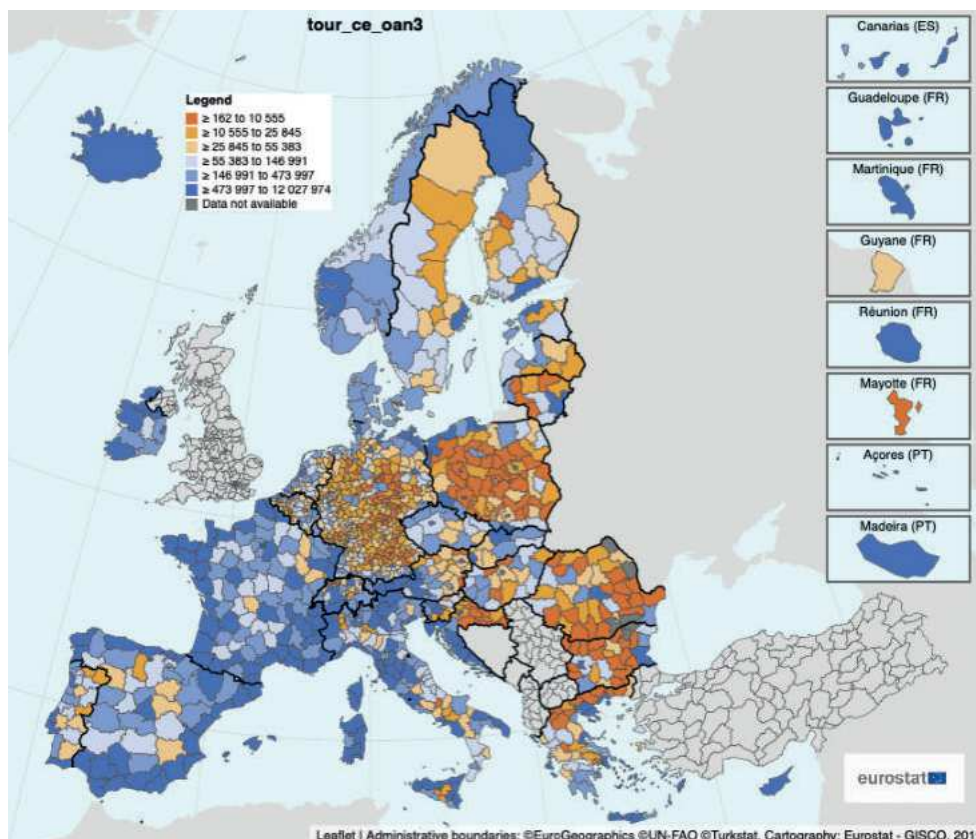 tour_ce_oan3
Legend
≥ 162 to 10 555
≥ 10 555 to 25 845
≥ 25 845 to 55 383
≥ 55 383 to 146 991
≥ 146 991 to 473 997
≥ 473 997 to 12 027 974
Data not available
Canarias (ES)
Guadeloupe (FR)
Martinique (FR)
Guyane (FR)
Réunion (FR)
Mayotte (FR)
Açores (PT)
Madeira (PT)
eurostat
Leaflet | Administrative boundaries: ©EuroGeographics ©UN-FAO ©Turkstat, Cartography: Eurostat - GISCO, 201